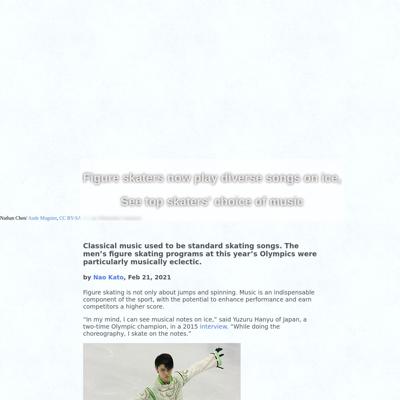 Figure skaters now play diverse songs on ice,
See top skaters' choice of music
Nathan Chen/ Aude Mugnier, CC BY-SA
Classical music used to be standard skating songs. The
men's figure skating programs at this year's Olympics were
particularly musically eclectic.
by Nao Kato, Feb 21, 2021
Figure skating is not only about jumps and spinning. Music is an indispensable
component of the sport, with the potential to enhance performance and earn
competitors a higher score.
"In my mind, I can see musical notes on ice," said Yuzuru Hanyu of Japan, a
two-time Olympic champion, in a 2015 interview. "While doing the
choreography, I skate on the notes."